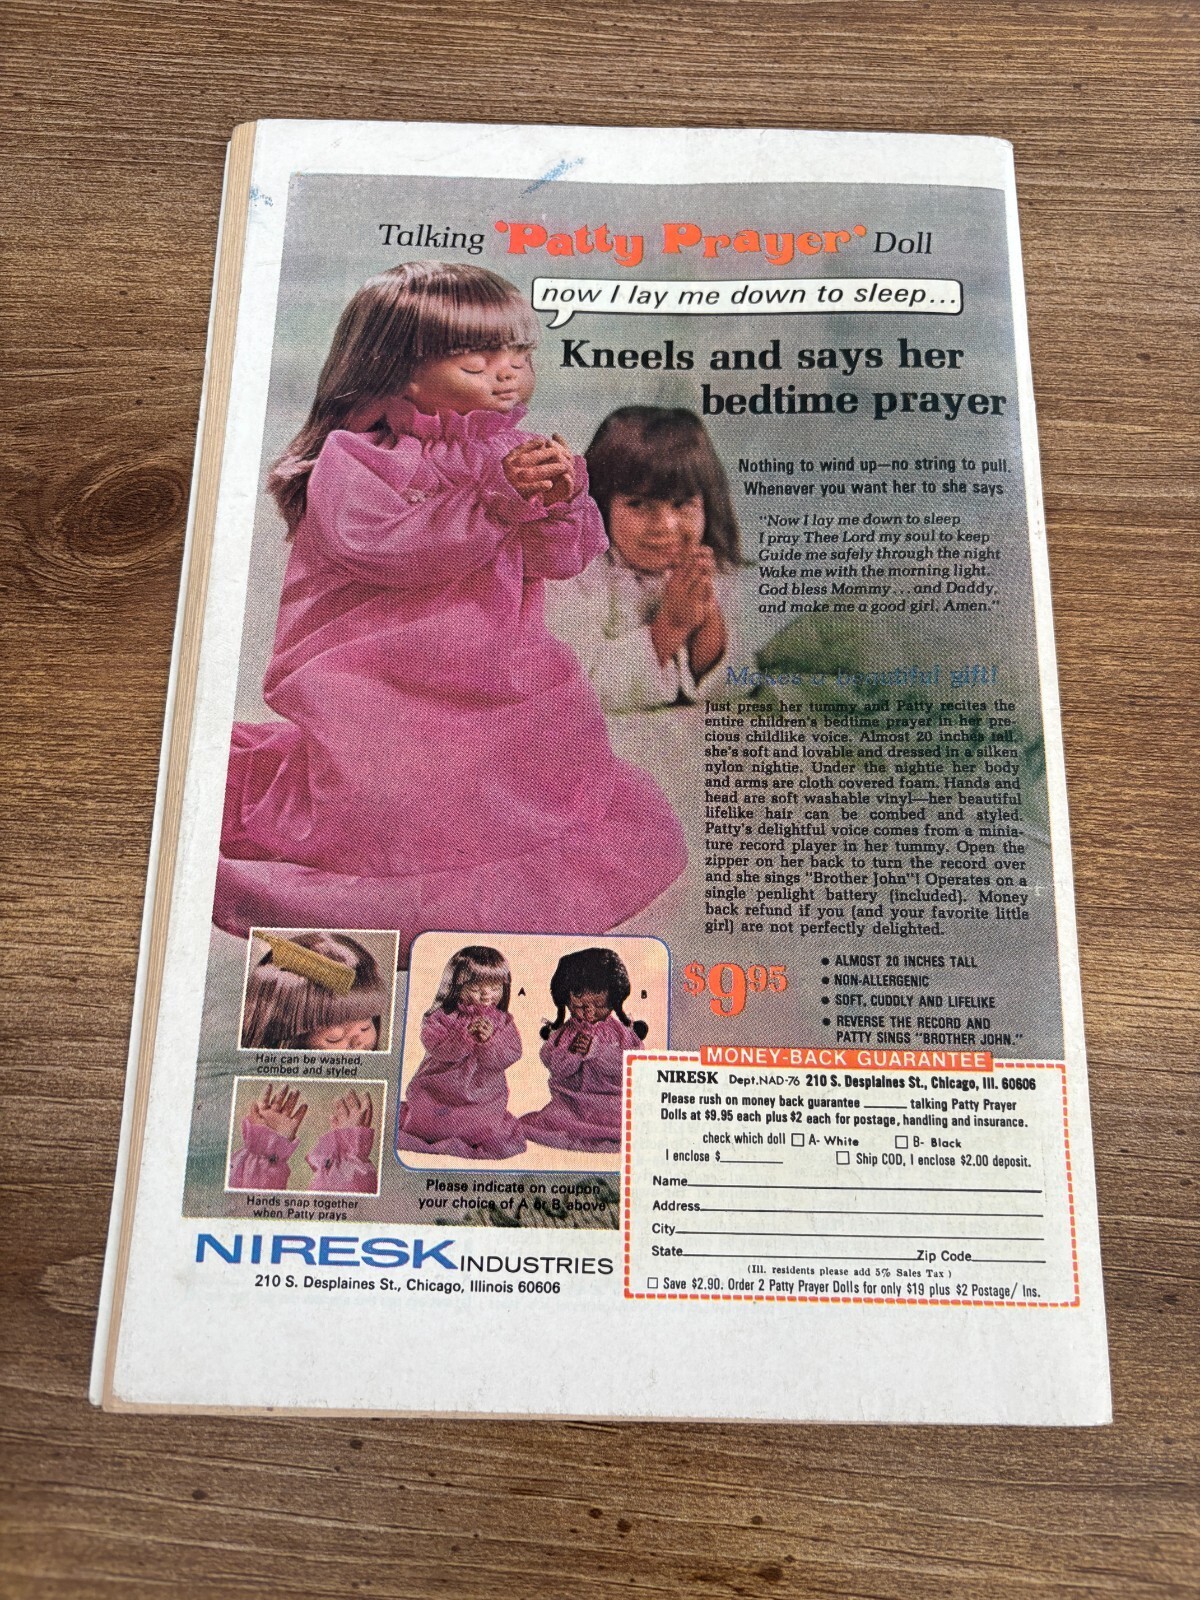 Talking 'Patty Prayer' Doll
now I lay me down to sleep...
Kneels and says her
bedtime prayer
Nothing to wind up—no string to pull.
Whenever you want her to she says
"Now I lay me down to sleep
I pray Thee Lord my soul to keep
Guide me safely through the night
Wake me with the morning light.
God bless Mommy...and Daddy,
and make me a good girl. Amen."
Makes a beautiful gift!
Just press her tummy and Patty recites the
entire children's bedtime prayer in her pre-
cious childlike voice. Almost 20 inches tall,
she's soft and lovable and dressed in a silken
nylon nightie. Under the nightie her body
and arms are cloth covered foam. Hands and
head are soft washable vinyl—her beautiful
lifelike hair can be combed and styled.
Patty's delightful voice comes from a minia-
ture record player in her tummy. Open the
zipper on her back to turn the record over
and she sings "Brother John"! Operates on a
single penlight battery (included). Money
back refund if you (and your favorite little
girl) are not perfectly delighted.
$9.95
• ALMOST 20 INCHES TALL
• NON-ALLERGENIC
• SOFT, CUDDLY AND LIFELIKE
• REVERSE THE RECORD AND
PATTY SINGS "BROTHER JOHN."
Hair can be washed,
combed and styled
Hands snap together
when Patty prays
A
B
Please indicate on coupon
your choice of A or B above
NIRESK INDUSTRIES
210 S. Desplaines St., Chicago, Illinois 60606
MONEY-BACK GUARANTEE
NIRESK Dept.NAD-76 210 S. Desplaines St., Chicago, Ill. 60606
Please rush on money back guarantee ______ talking Patty Prayer
Dolls at $9.95 each plus $2 each for postage, handling and insurance.
check which doll ☐ A- White ☐ B- Black
I enclose $________ ☐ Ship COD, I enclose $2.00 deposit.
Name
Address
City
State Zip Code
(Ill. residents please add 5% Sales Tax )
☐ Save $2.90. Order 2 Patty Prayer Dolls for only $19 plus $2 Postage/ Ins.